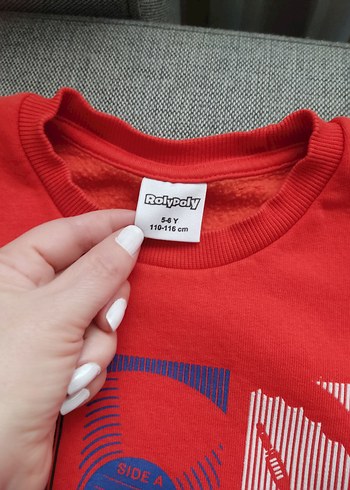 RolyPoly
5-6 Y
110-116 cm
SIDE A